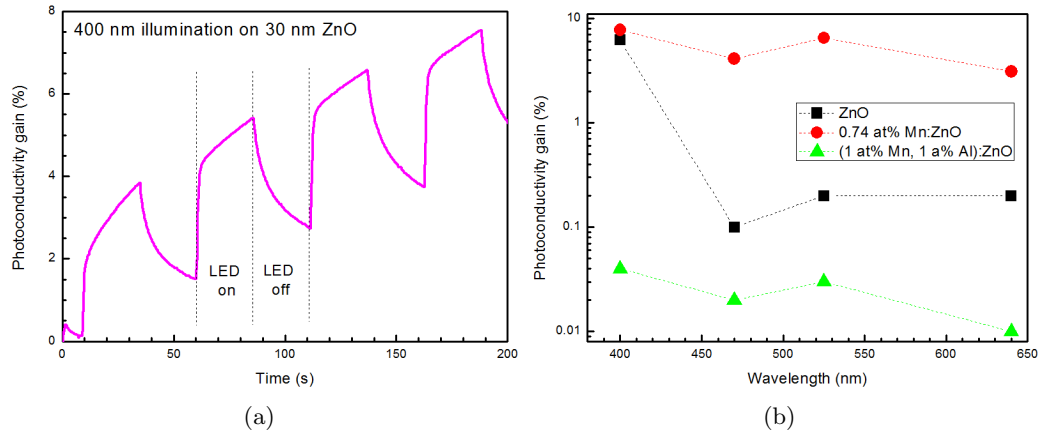 400 nm illumination on 30 nm ZnO
Photoconductivity gain (%)
8
6
4
2
0
LED
on
LED
off
0 50 100 150 200
Time (s)
(a)
Photoconductivity gain (%)
10
1
0.1
0.01
ZnO
0.74 at% Mn:ZnO
(1 at% Mn, 1 a% Al):ZnO
400 450 500 550 600 650
Wavelength (nm)
(b)